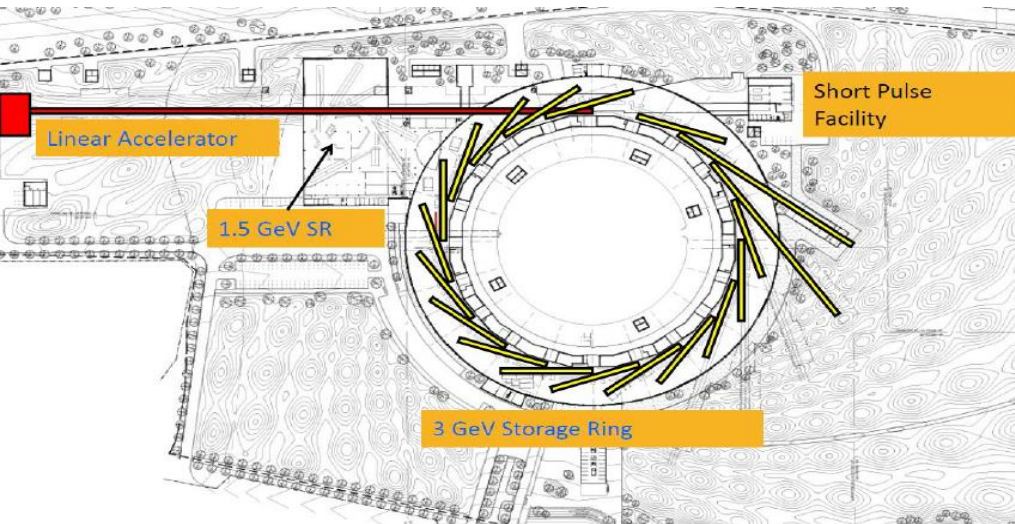 Linear Accelerator
1.5 GeV SR
Short Pulse
Facility
3 GeV Storage Ring